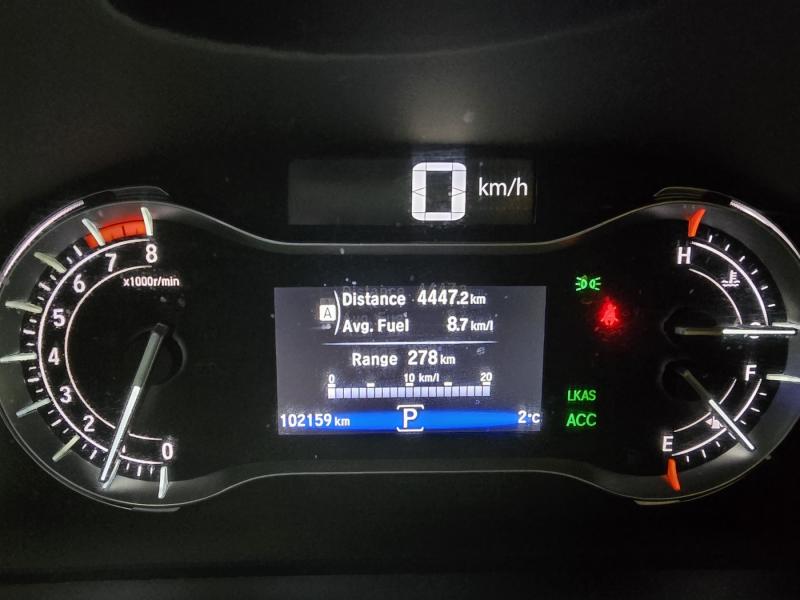 0 km/h
8
7
6
5
4
3
2
0
x1000r/min
A
Distance 4447.2 km
Avg. Fuel 8.7 km/l
Range 278 km
0 10 km/l 20
102159 km P 2°C
LKAS
ACC
H
F
E